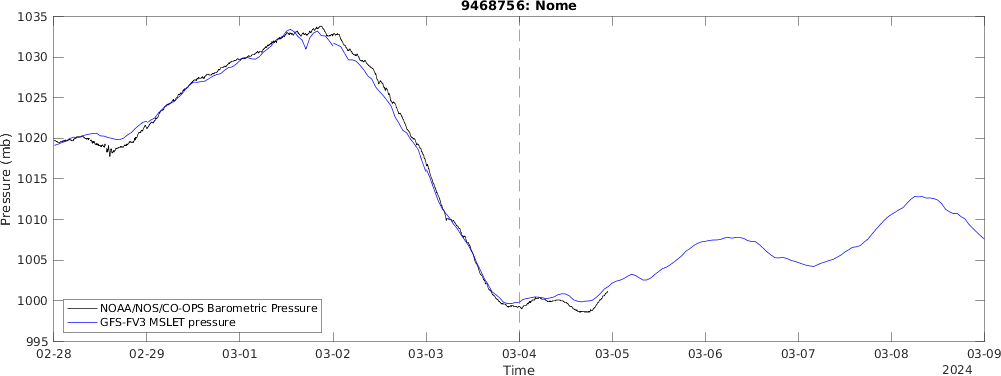 9468756: Nome
1035
1030
1025
1020
1015
1010
1005
1000
995
Pressure (mb)
NOAA/NOS/CO-OPS Barometric Pressure
GFS-FV3 MSLET pressure
02-28 02-29 03-01 03-02 03-03 03-04 03-05 03-06 03-07 03-08 03-09
Time
2024